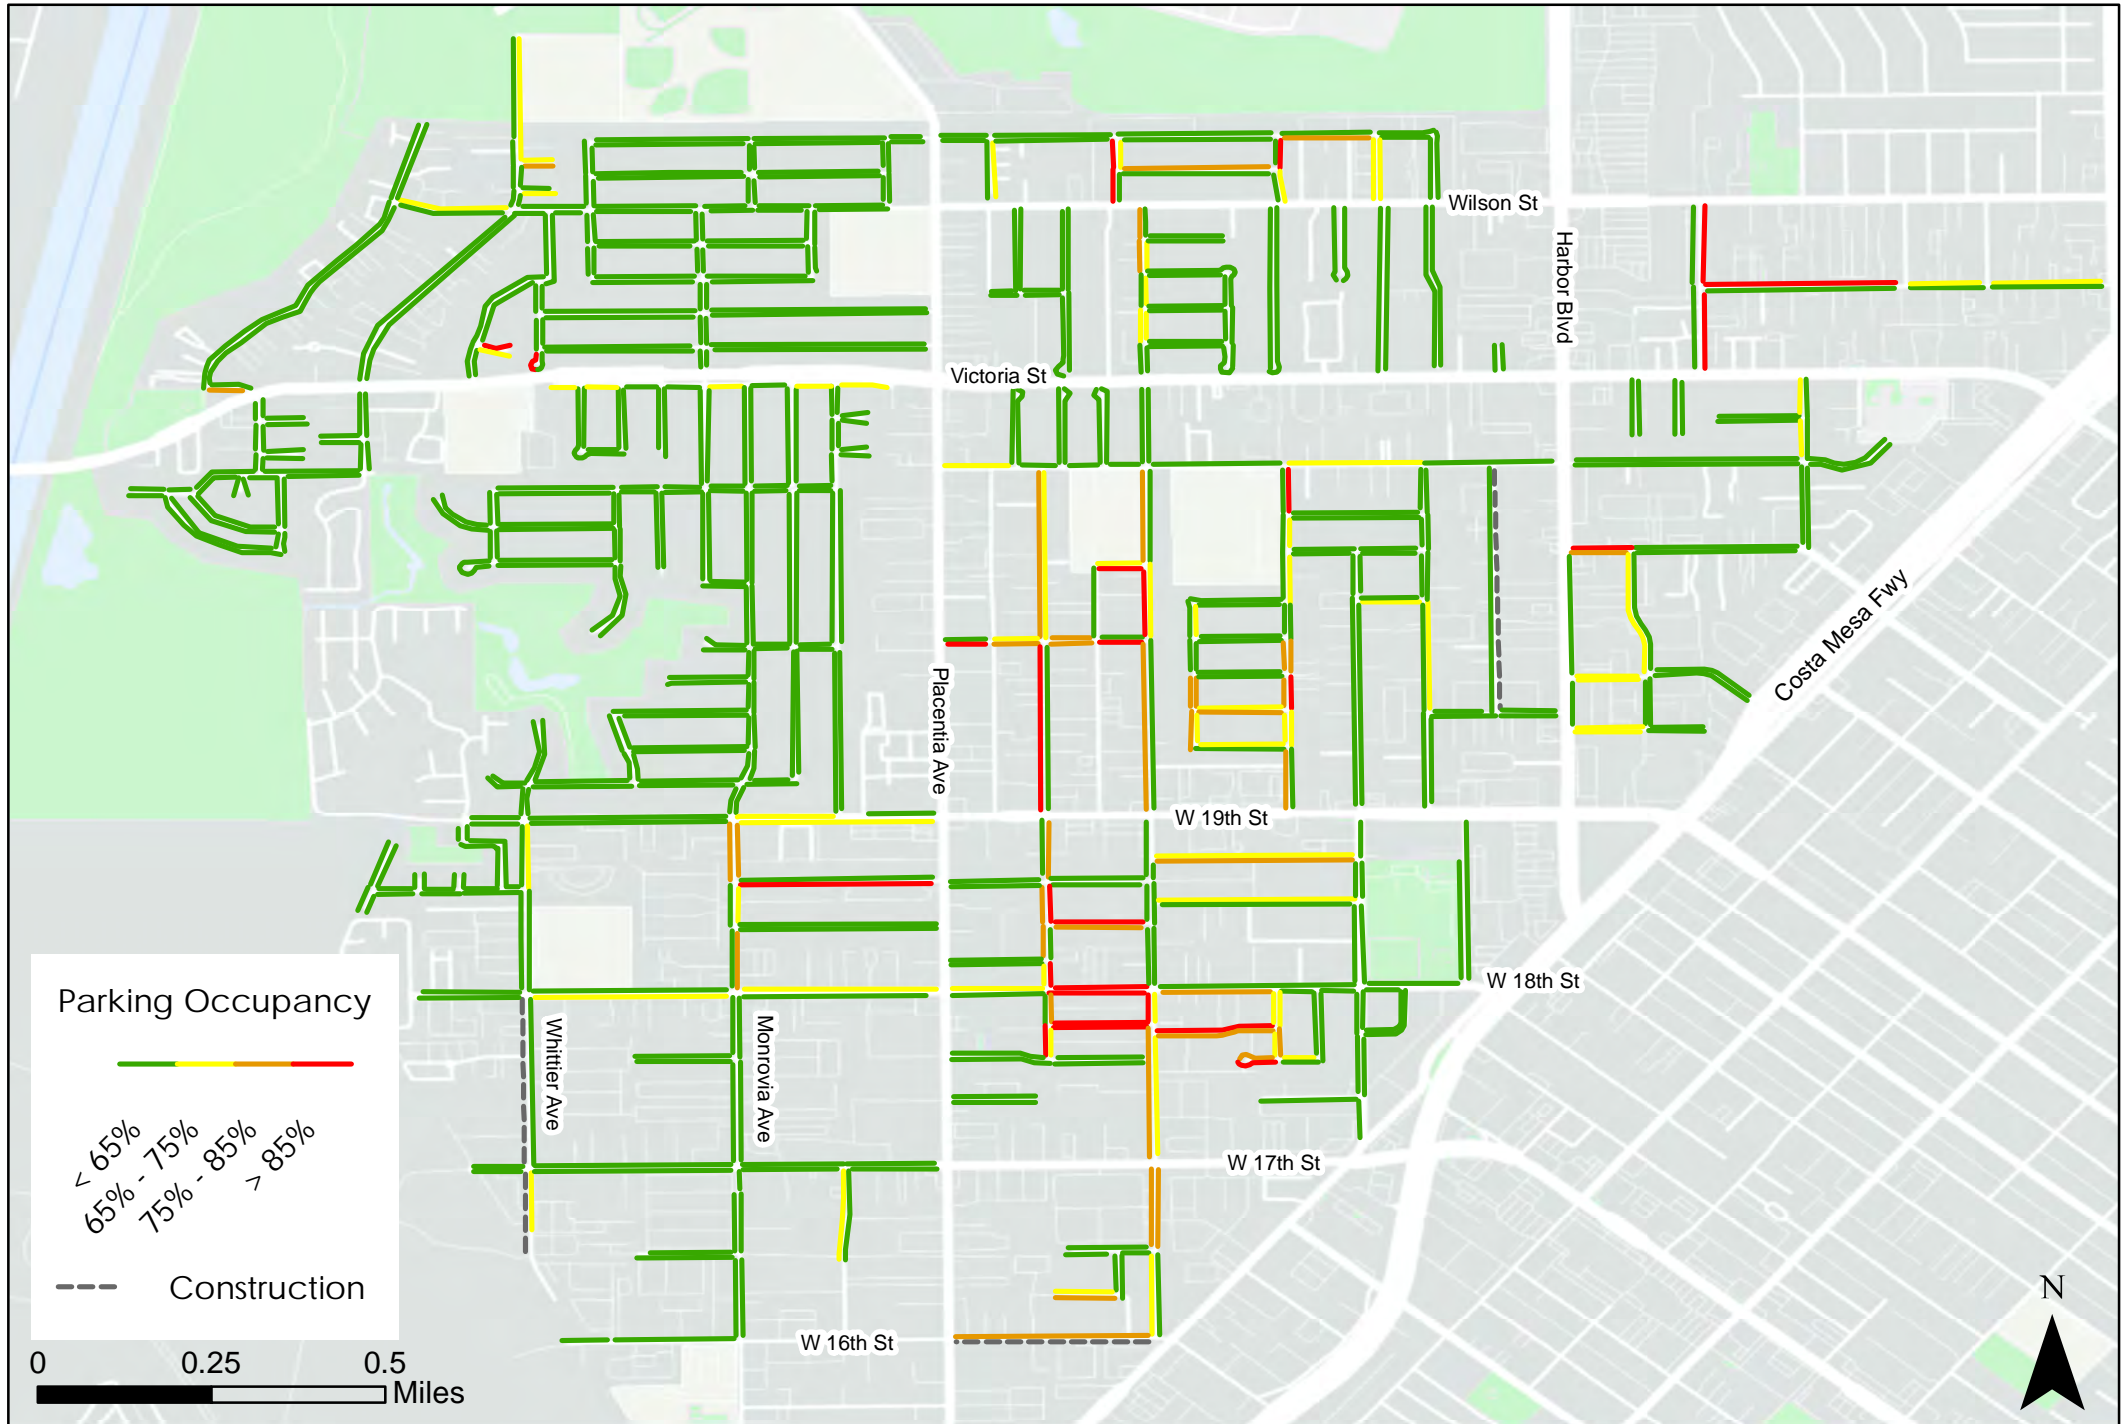 Wilson St
Harbor Blvd
Victoria St
Costa Mesa Fwy
Placentia Ave
W 19th St
W 18th St
Parking Occupancy
< 65%
65% - 75%
75% - 85%
> 85%
Construction
Whittier Ave
Monrovia Ave
W 17th St
W 16th St
N
0 0.25 0.5
Miles